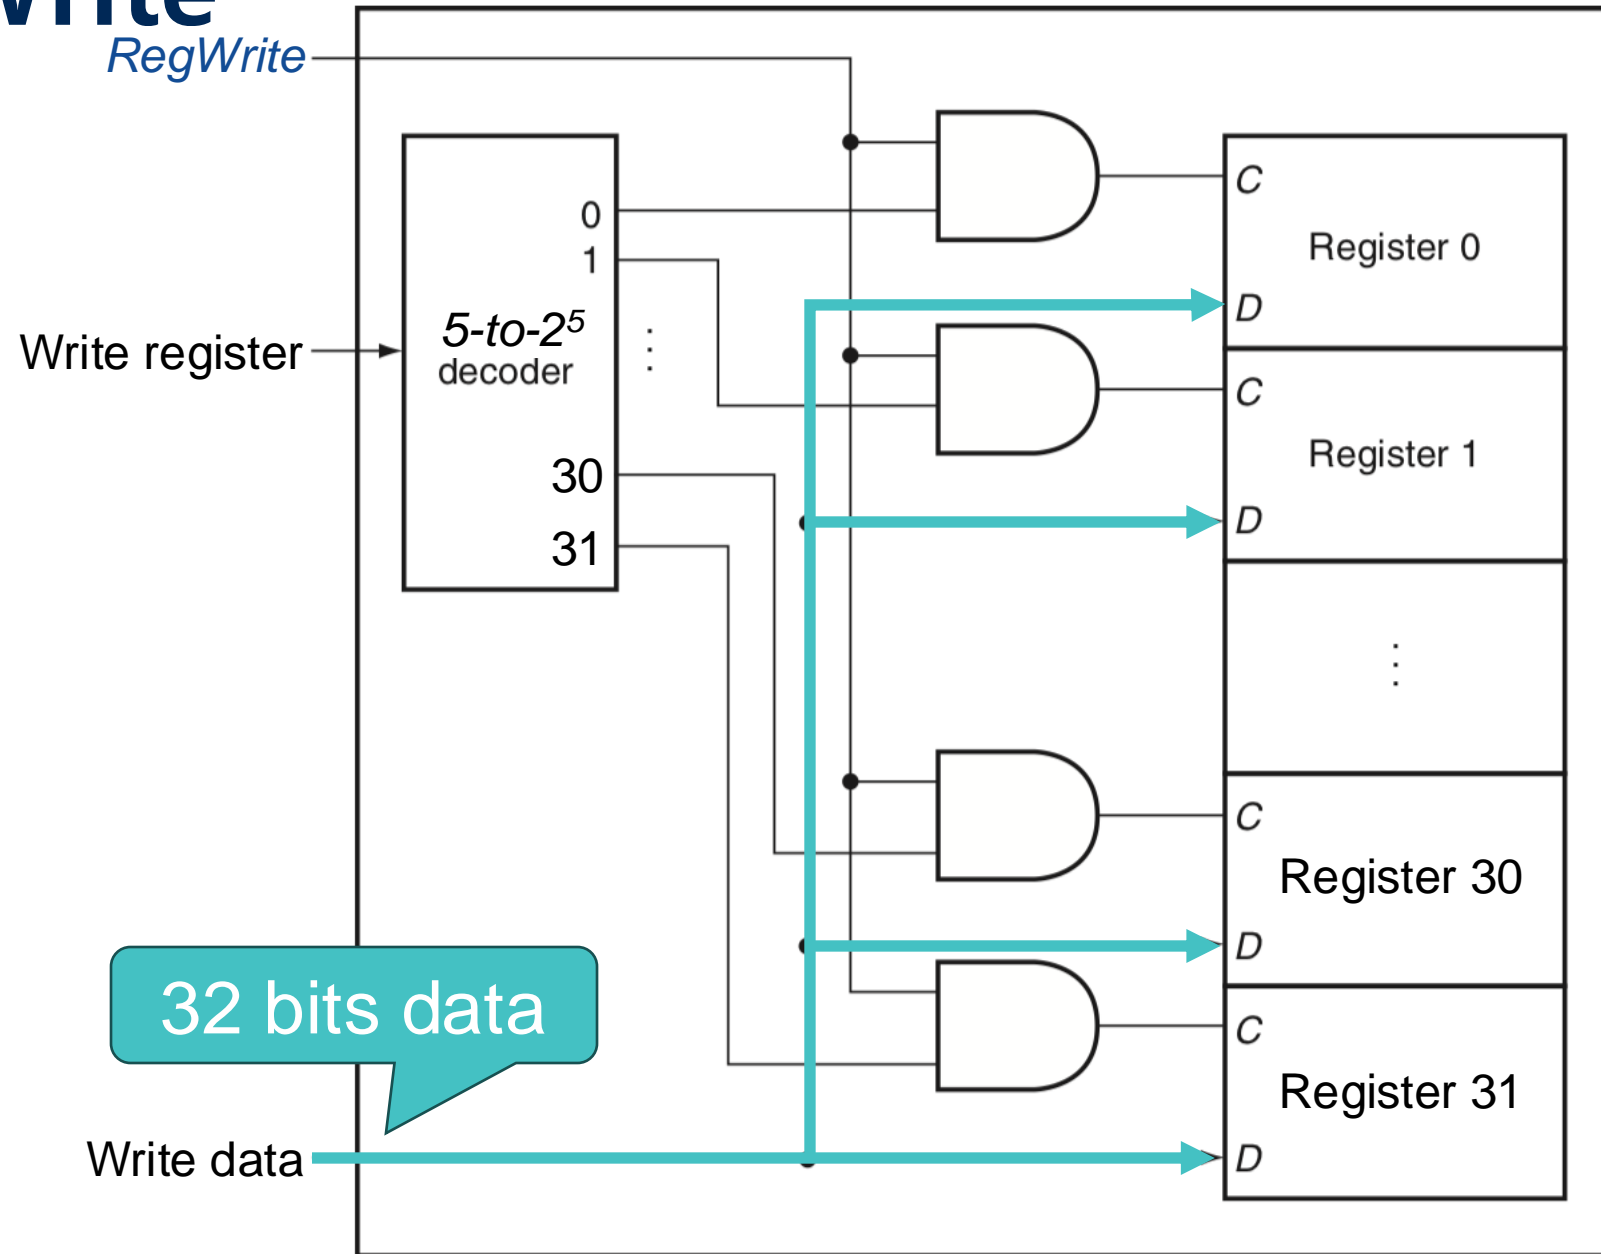 Write
RegWrite
0
1
5-to-2⁵
decoder
⋮
30
31
Write register
C
Register 0
D
C
Register 1
D
⋮
C
Register 30
D
C
Register 31
D
32 bits data
Write data